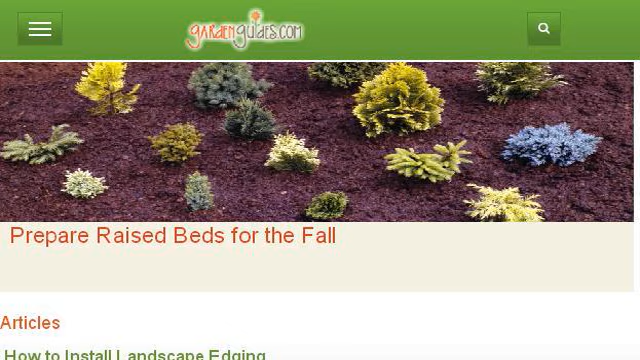 GARDENGUIDES.COM
Prepare Raised Beds for the Fall
Articles
How to Install Landscape Edging